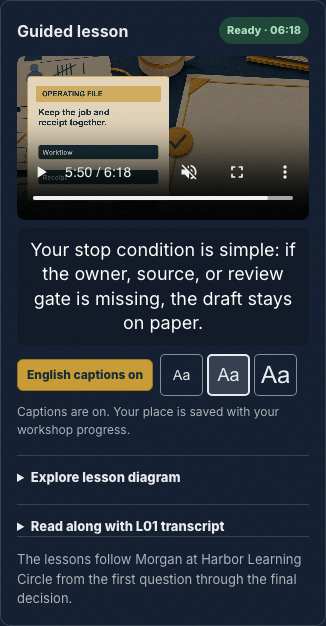 Guided lesson
Ready · 06:18
OPERATING FILE
Keep the job and
receipt together.
Workflow
Receipt
5:50 / 6:18
Your stop condition is simple: if
the owner, source, or review
gate is missing, the draft stays
on paper.
English captions on
Aa
Aa
Aa
Captions are on. Your place is saved with your
workshop progress.
Explore lesson diagram
Read along with L01 transcript
The lessons follow Morgan at Harbor Learning
Circle from the first question through the final
decision.